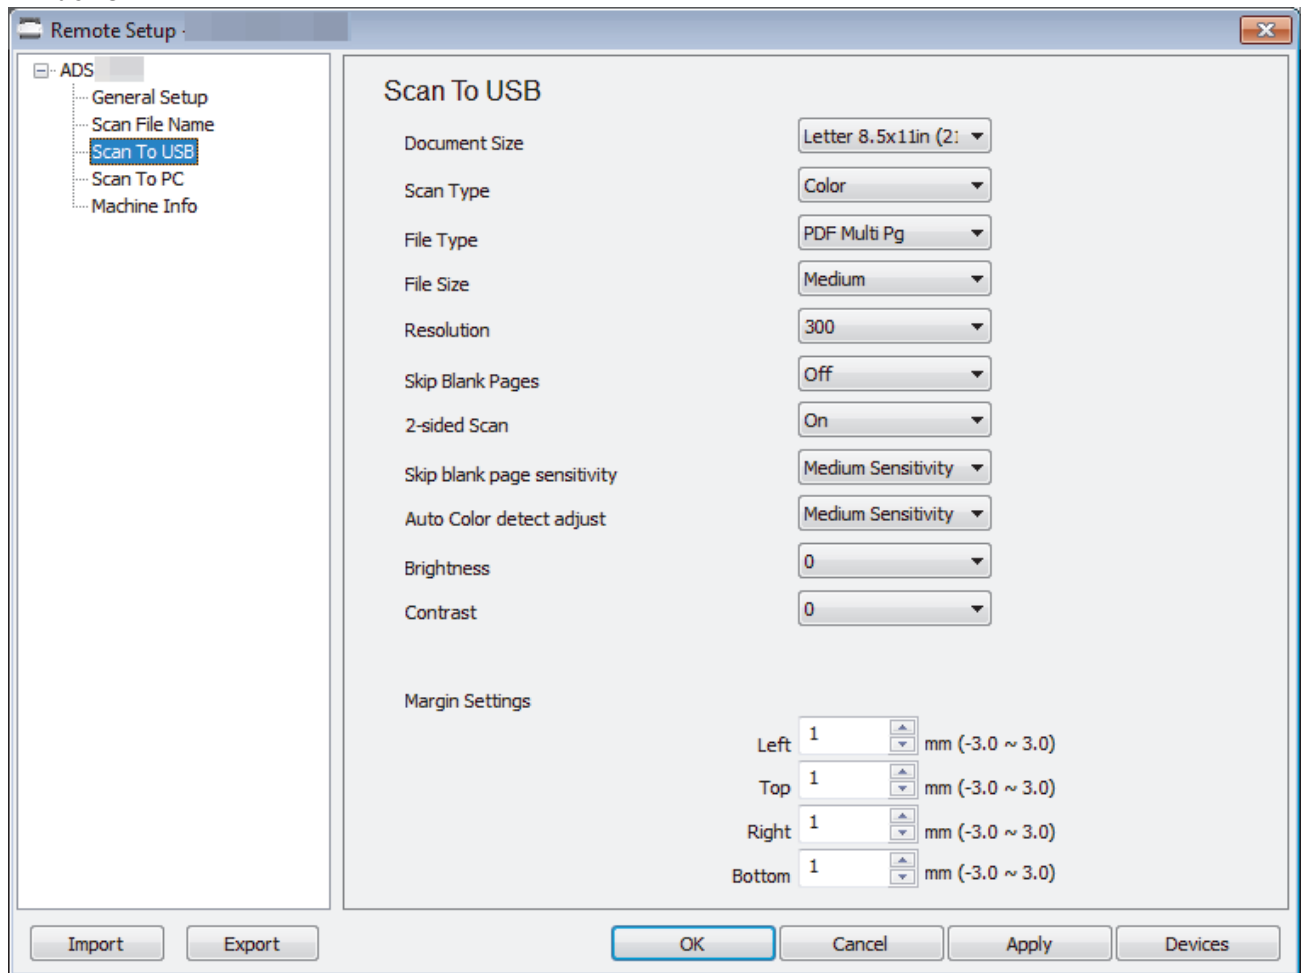 Remote Setup -
ADS
General Setup
Scan File Name
Scan To USB
Scan To PC
Machine Info
Scan To USB
Document Size Letter 8.5x11in (21
Scan Type Color
File Type PDF Multi Pg
File Size Medium
Resolution 300
Skip Blank Pages Off
2-sided Scan On
Skip blank page sensitivity Medium Sensitivity
Auto Color detect adjust Medium Sensitivity
Brightness 0
Contrast 0
Margin Settings
Left 1 mm (-3.0 ~ 3.0)
Top 1 mm (-3.0 ~ 3.0)
Right 1 mm (-3.0 ~ 3.0)
Bottom 1 mm (-3.0 ~ 3.0)
Import Export OK Cancel Apply Devices